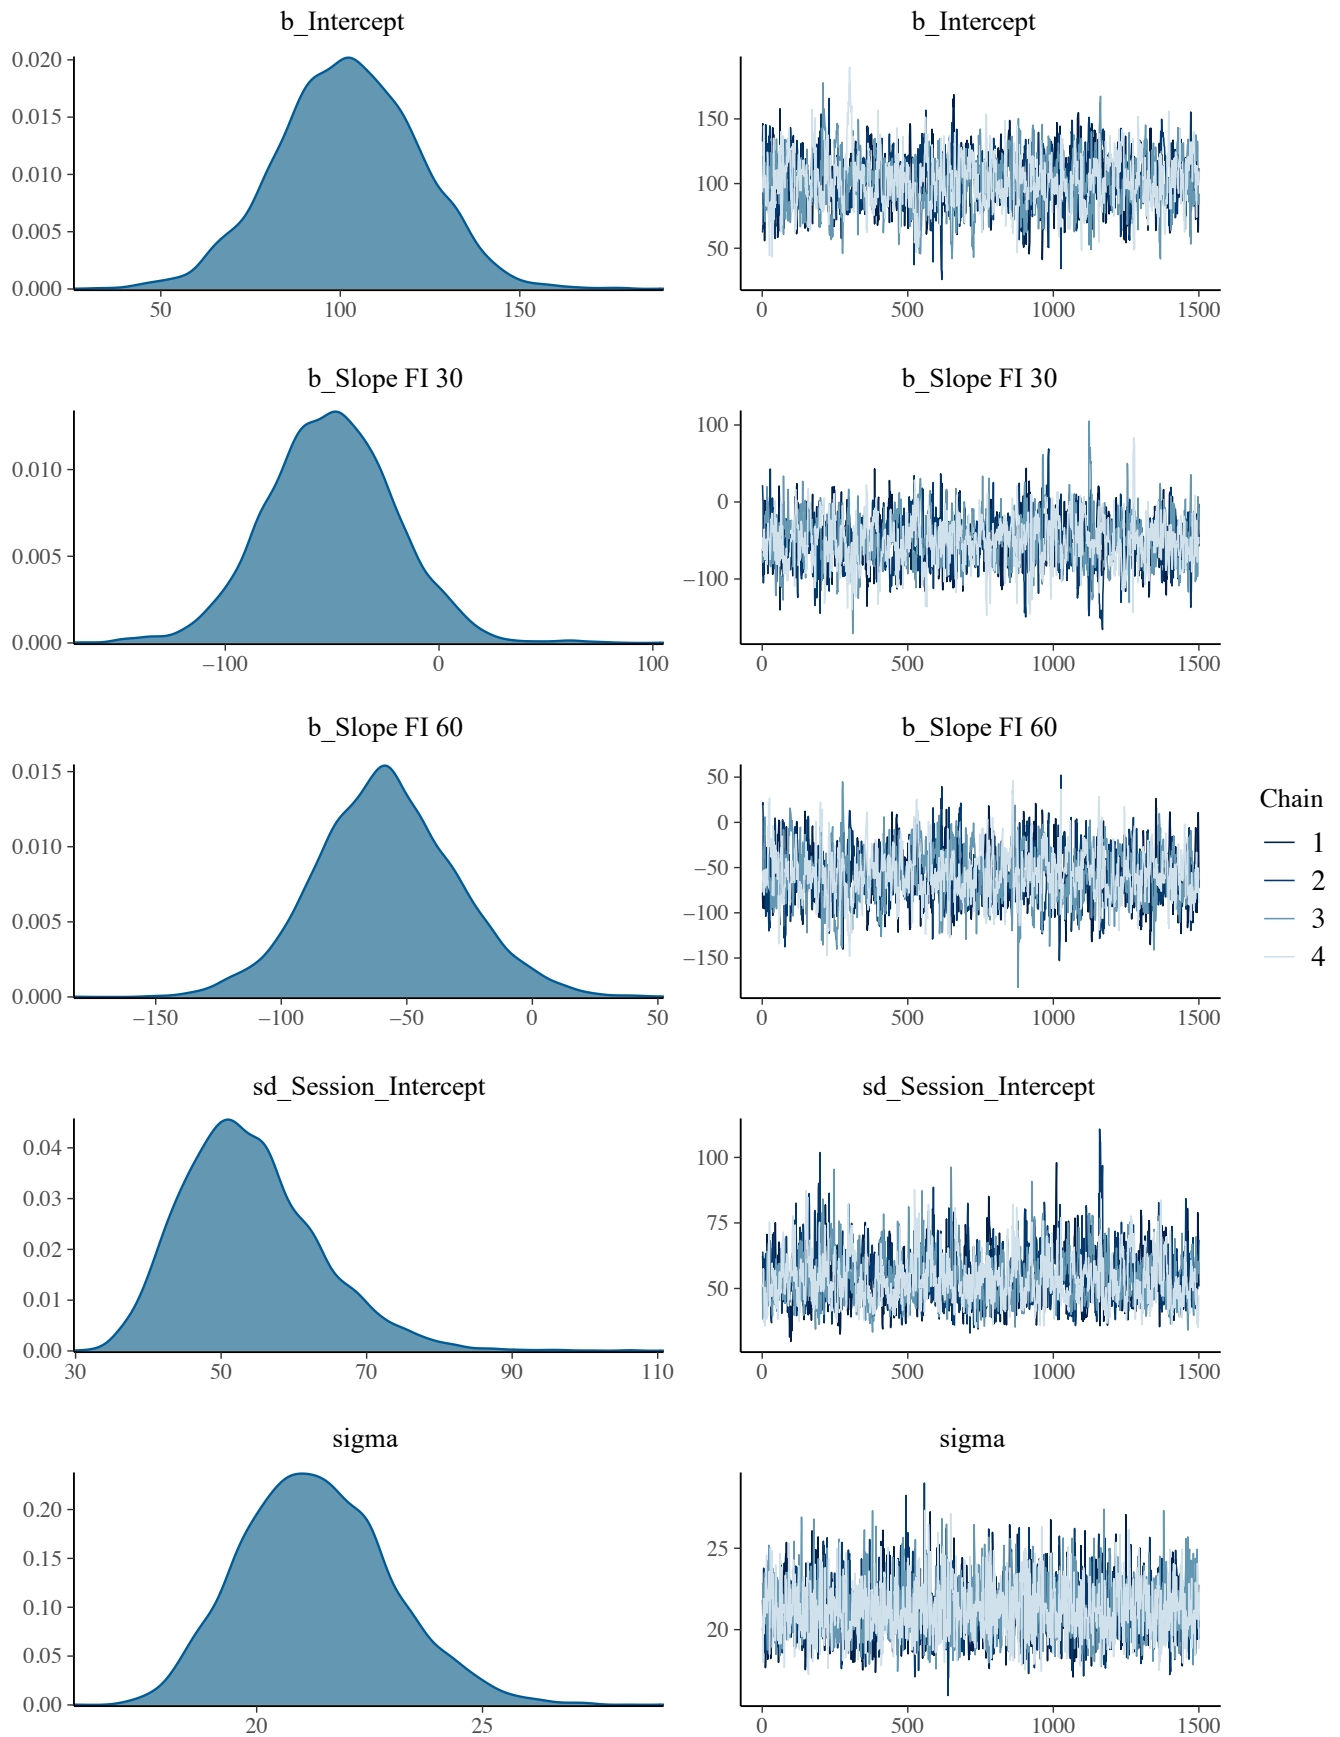 b_Intercept b_Intercept
0.020
0.015
0.010
0.005
0.000
50 100 150
150
100
50
0 500 1000 1500
b_Slope FI 30 b_Slope FI 30
0.010
0.005
0.000
−100 0 100
100
0
−100
0 500 1000 1500
b_Slope FI 60 b_Slope FI 60
0.015
0.010
0.005
0.000
−150 −100 −50 0 50
50
0
−50
−100
−150
0 500 1000 1500
Chain
1
2
3
4
sd_Session_Intercept sd_Session_Intercept
0.04
0.03
0.02
0.01
0.00
30 50 70 90 110
100
75
50
0 500 1000 1500
sigma sigma
0.20
0.15
0.10
0.05
0.00
20 25
25
20
0 500 1000 1500